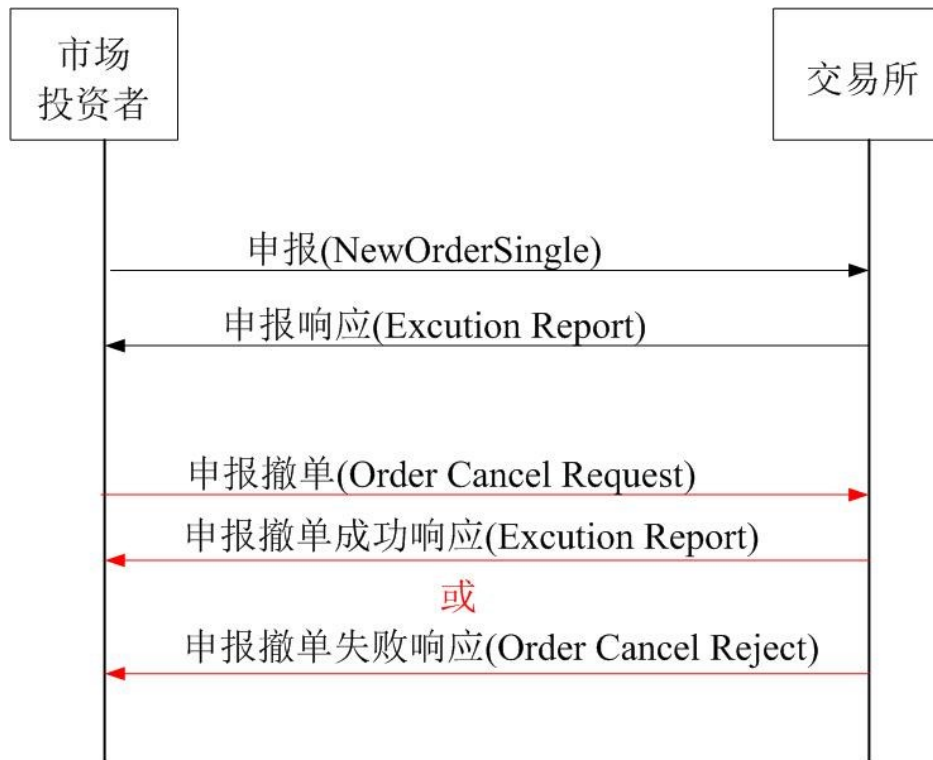 市场
投资者
交易所
申报(NewOrderSingle)
申报响应(Excution Report)
申报撤单(Order Cancel Request)
申报撤单成功响应(Excution Report)
或
申报撤单失败响应(Order Cancel Reject)